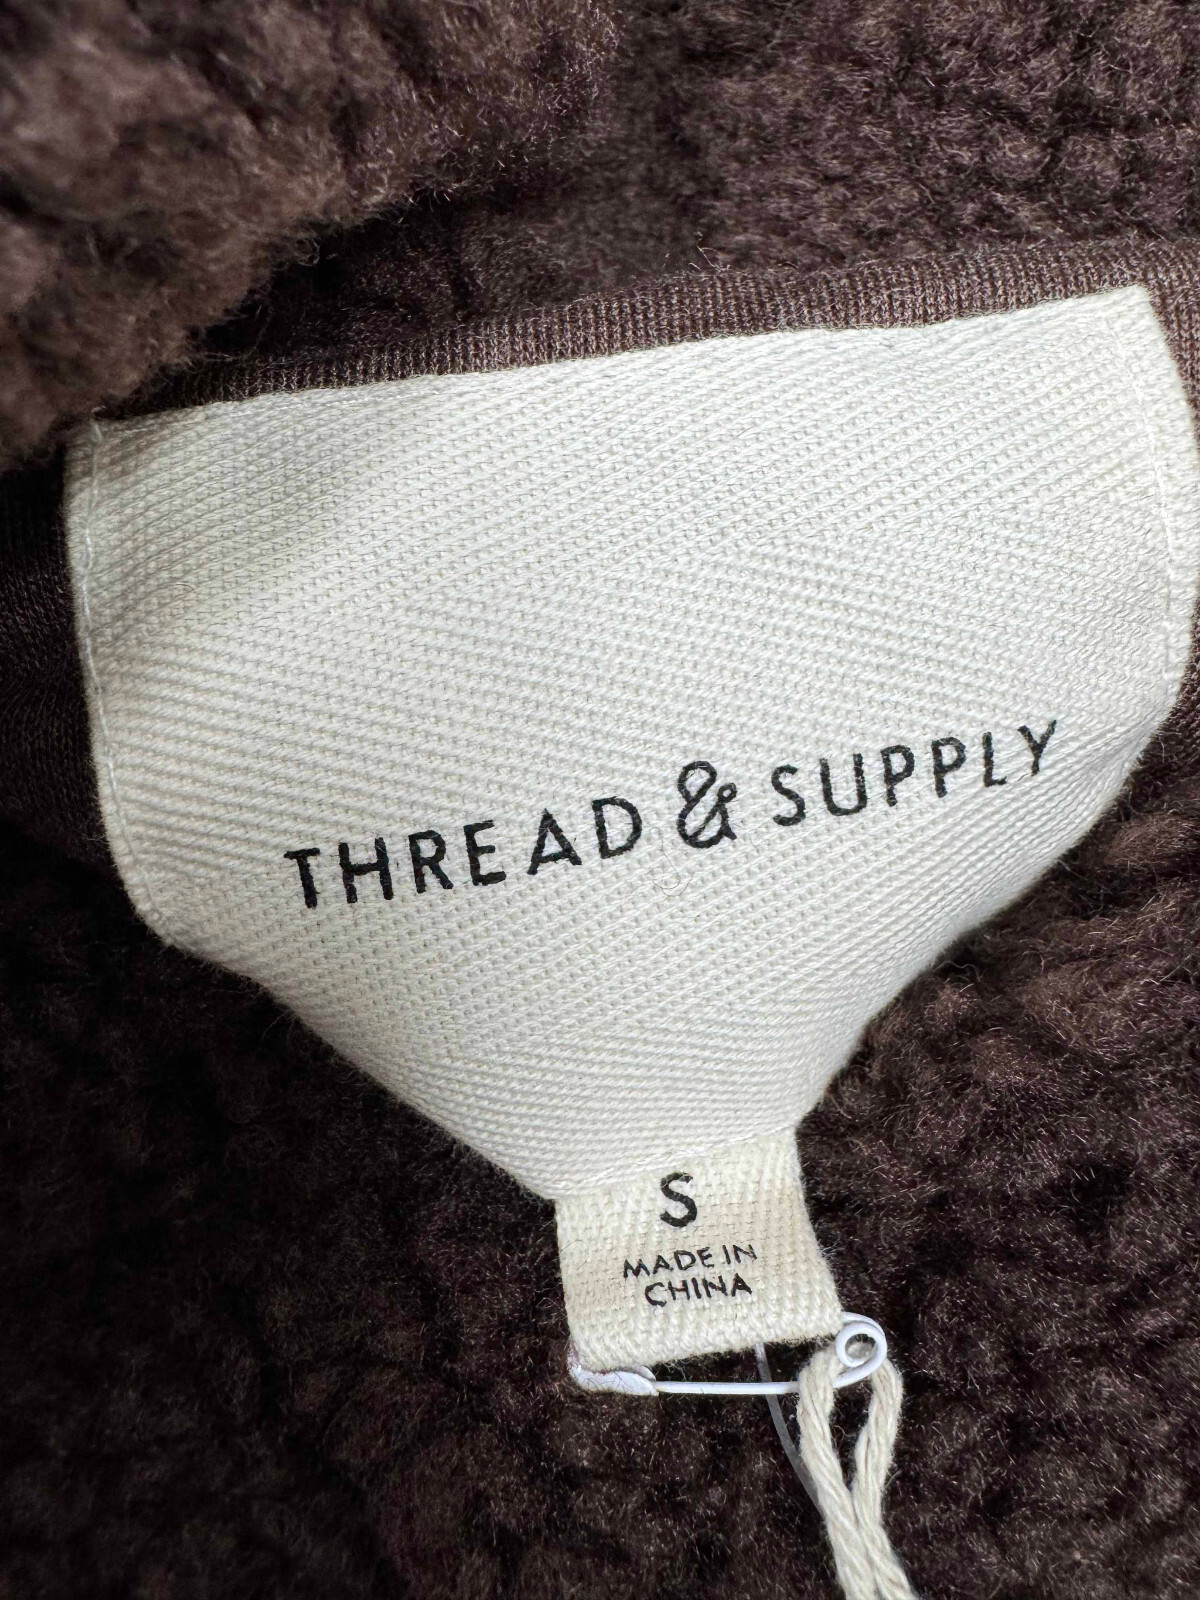 THREAD & SUPPLY
S
MADE IN
CHINA